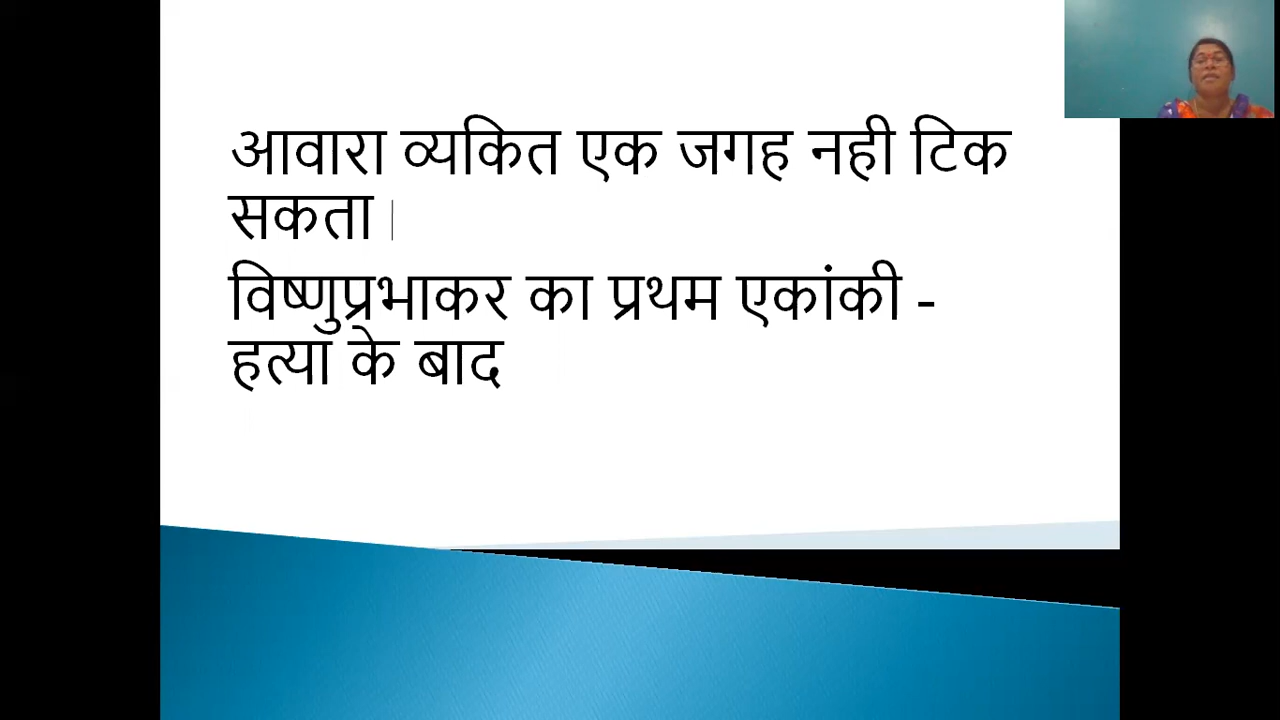 आवारा व्यकित एक जगह नही टिक
सकता|
विष्णुप्रभाकर का प्रथम एकांकी -
हत्या के बाद